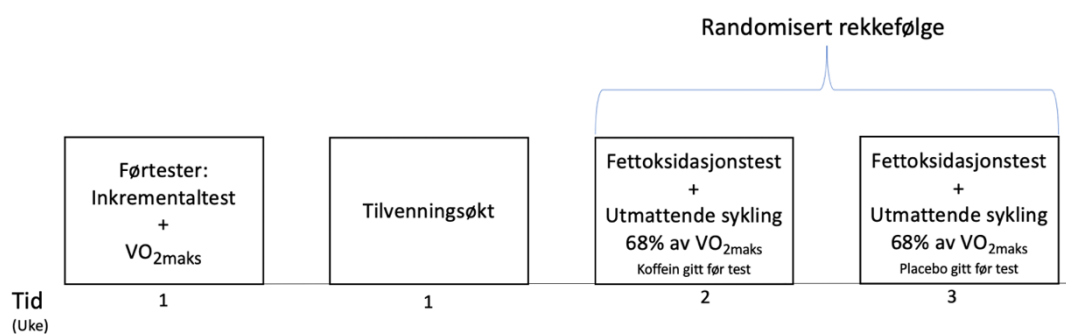 Randomisert rekkefølge
Førtester:
Inkrementaltest
+
VO2maks
Tilvenningsøkt
Fettoksidasjonstest
+
Utmattende sykling
68% av VO2maks
Koffein gitt før test
Fettoksidasjonstest
+
Utmattende sykling
68% av VO2maks
Placebo gitt før test
Tid
(Uke)
1
1
2
3